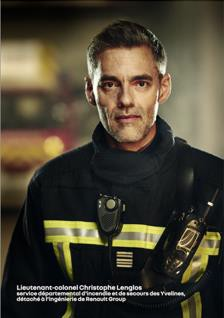 Lieutenant-colonel Christophe Lenglos
service départemental d'incendie et de secours des Yvelines,
détaché à l'ingénierie de Renault Group